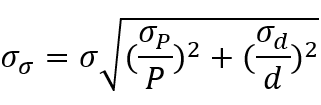 σ_σ = σ√((σ_P/P)² + (σ_d/d)²)